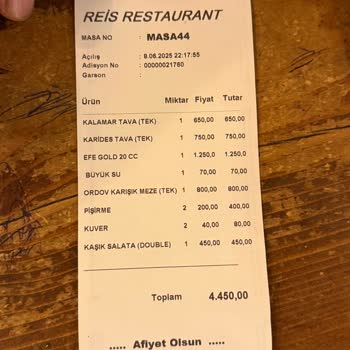 REİS RESTAURANT
MASA NO : MASA44
Açılış : 8.06.2025 22:17:55
Adisyon No : 00000021780
Garson :
Ürün Miktar Fiyat Tutar
KALAMAR TAVA (TEK) 1 650,00 650,00
KARİDES TAVA (TEK) 1 750,00 750,00
EFE GOLD 20 CC 1 1.250,0 1.250,0
BÜYÜK SU 1 70,00 70,00
ORDOV KARIŞIK MEZE (TEK) 1 800,00 800,00
PİŞİRME 2 200,00 400,00
KUVER 2 40,00 80,00
KAŞIK SALATA (DOUBLE) 1 450,00 450,00
Toplam 4.450,00
..... Afiyet Olsun .....